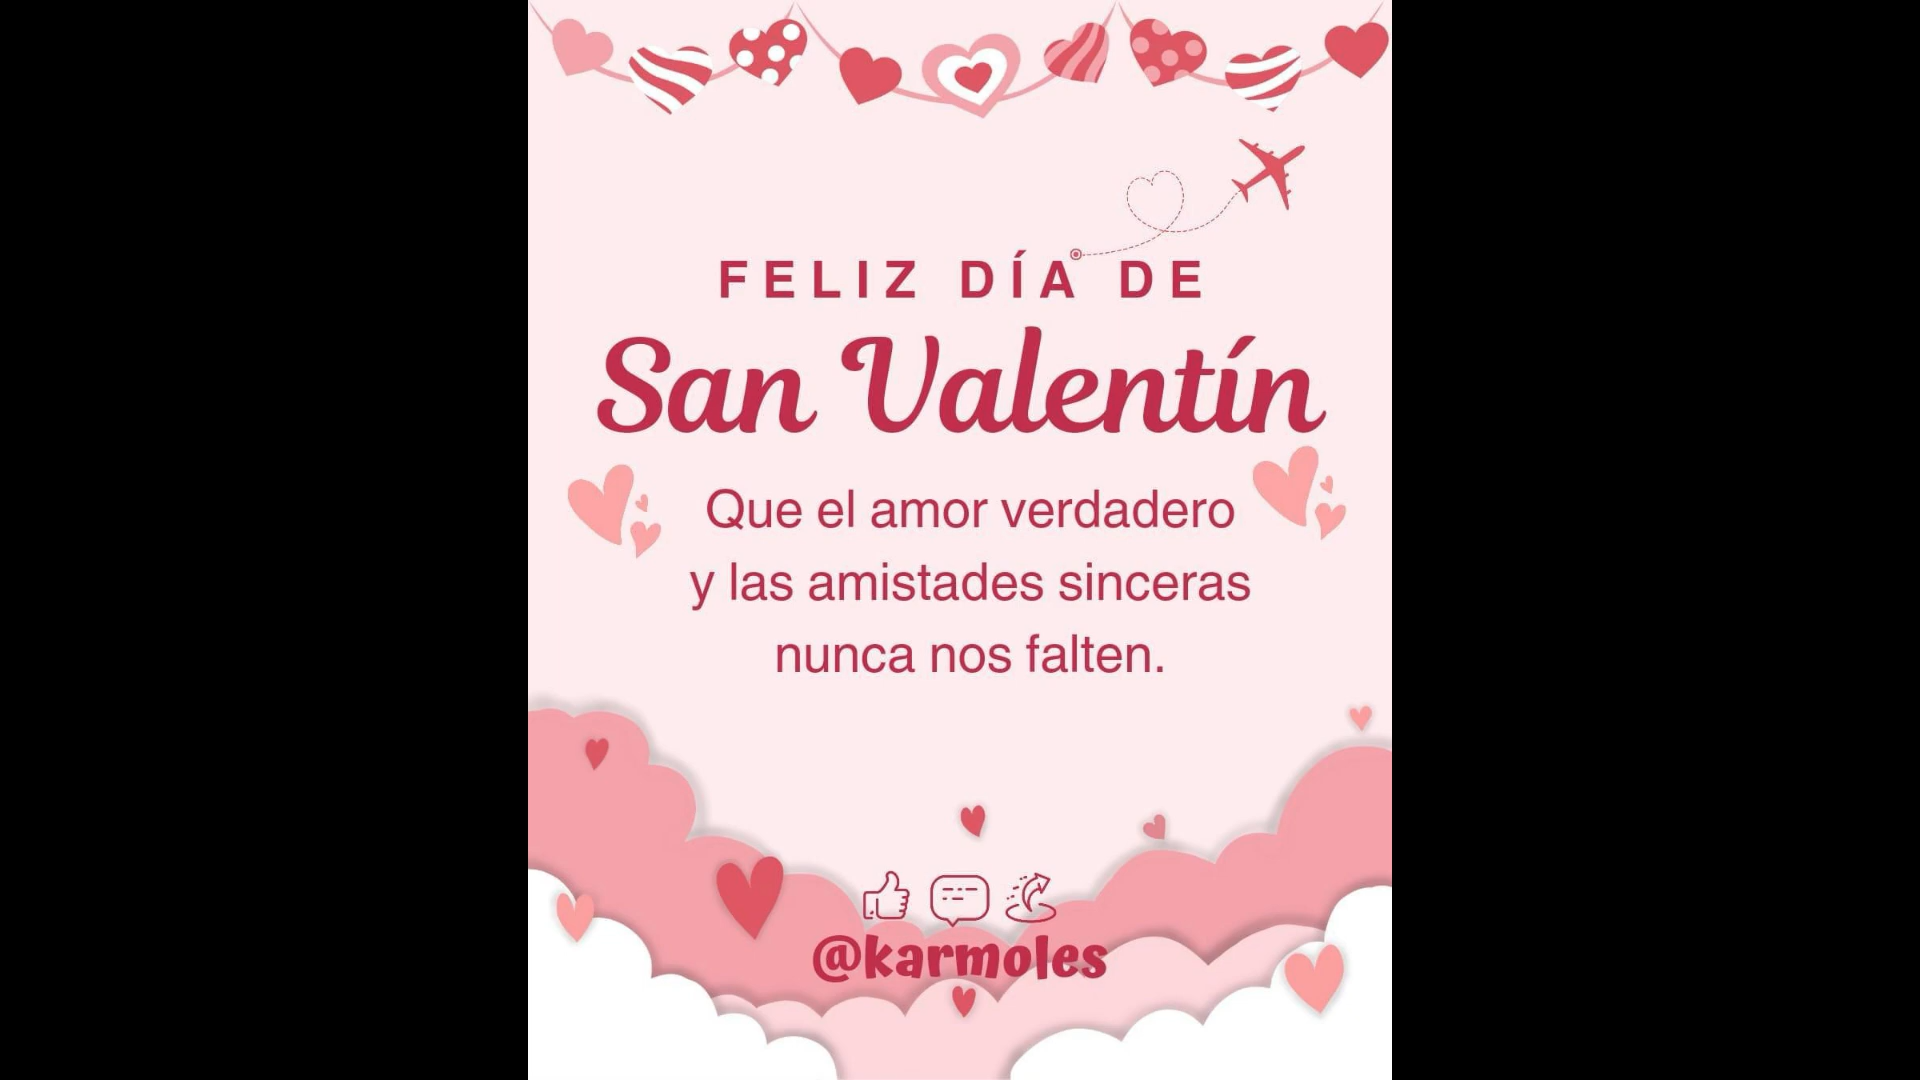 FELIZ DÍA DE
San Valentín
Que el amor verdadero
y las amistades sinceras
nunca nos falten.
@karmoles